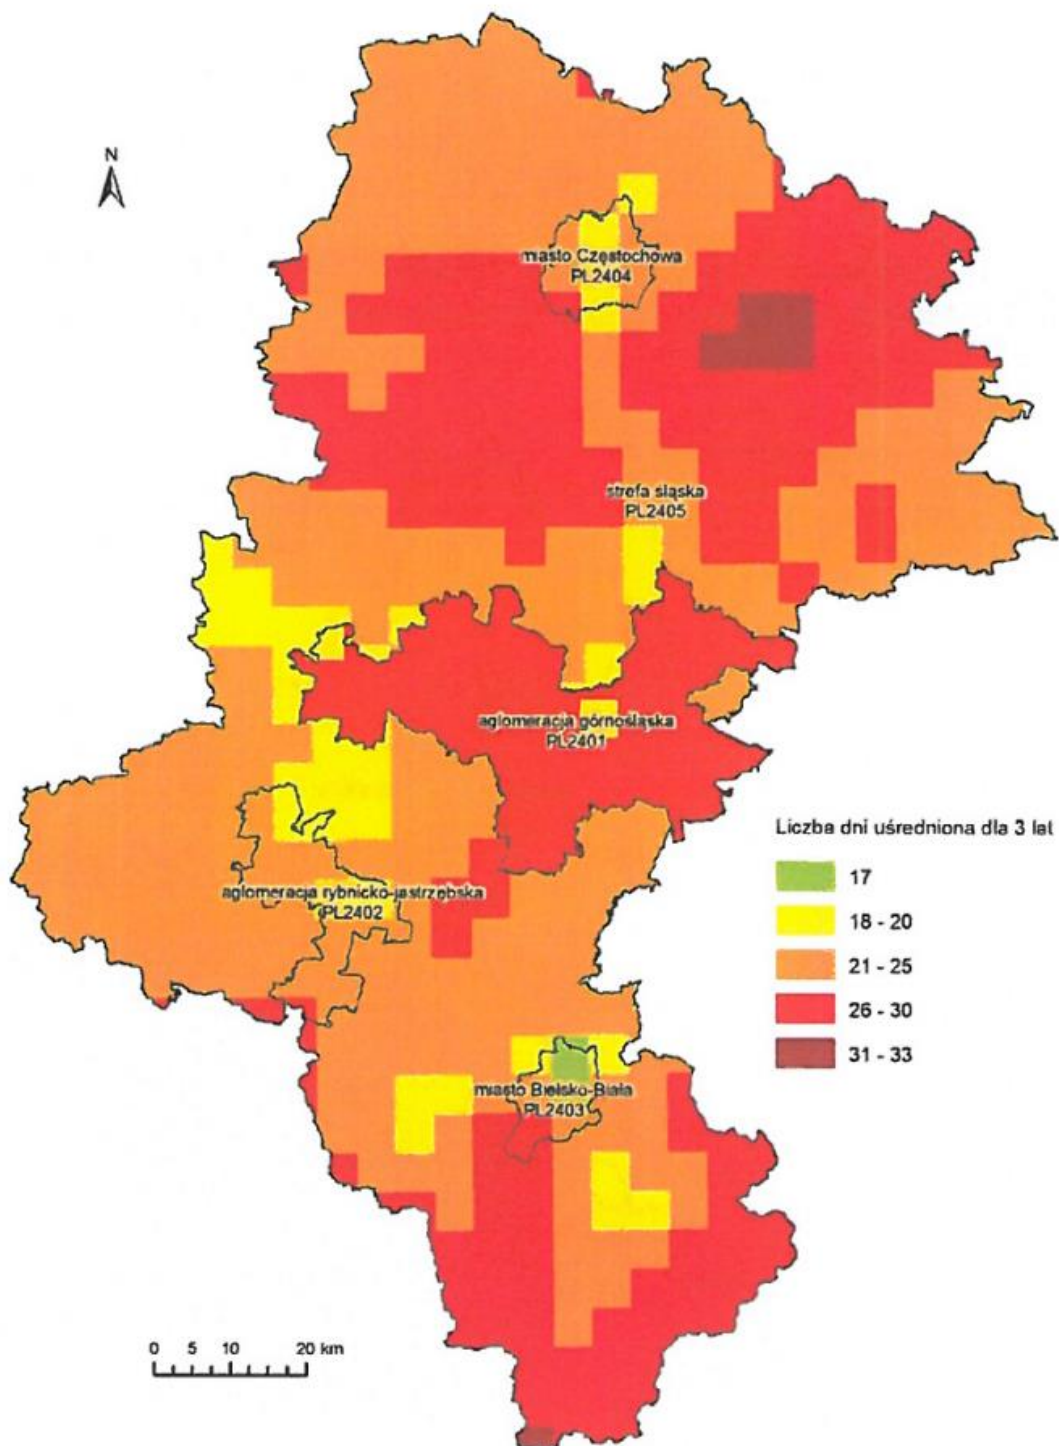 N
miasto Częstochowa
PL2404
strefa śląska
PL2405
aglomeracja górnośląska
PL2401
Liczba dni uśredniona dla 3 lat
17
18 - 20
21 - 25
26 - 30
31 - 33
aglomeracja rybnicko-jastrzębska
PL2402
miasto Bielsko-Biała
PL2403
0 5 10 20 km